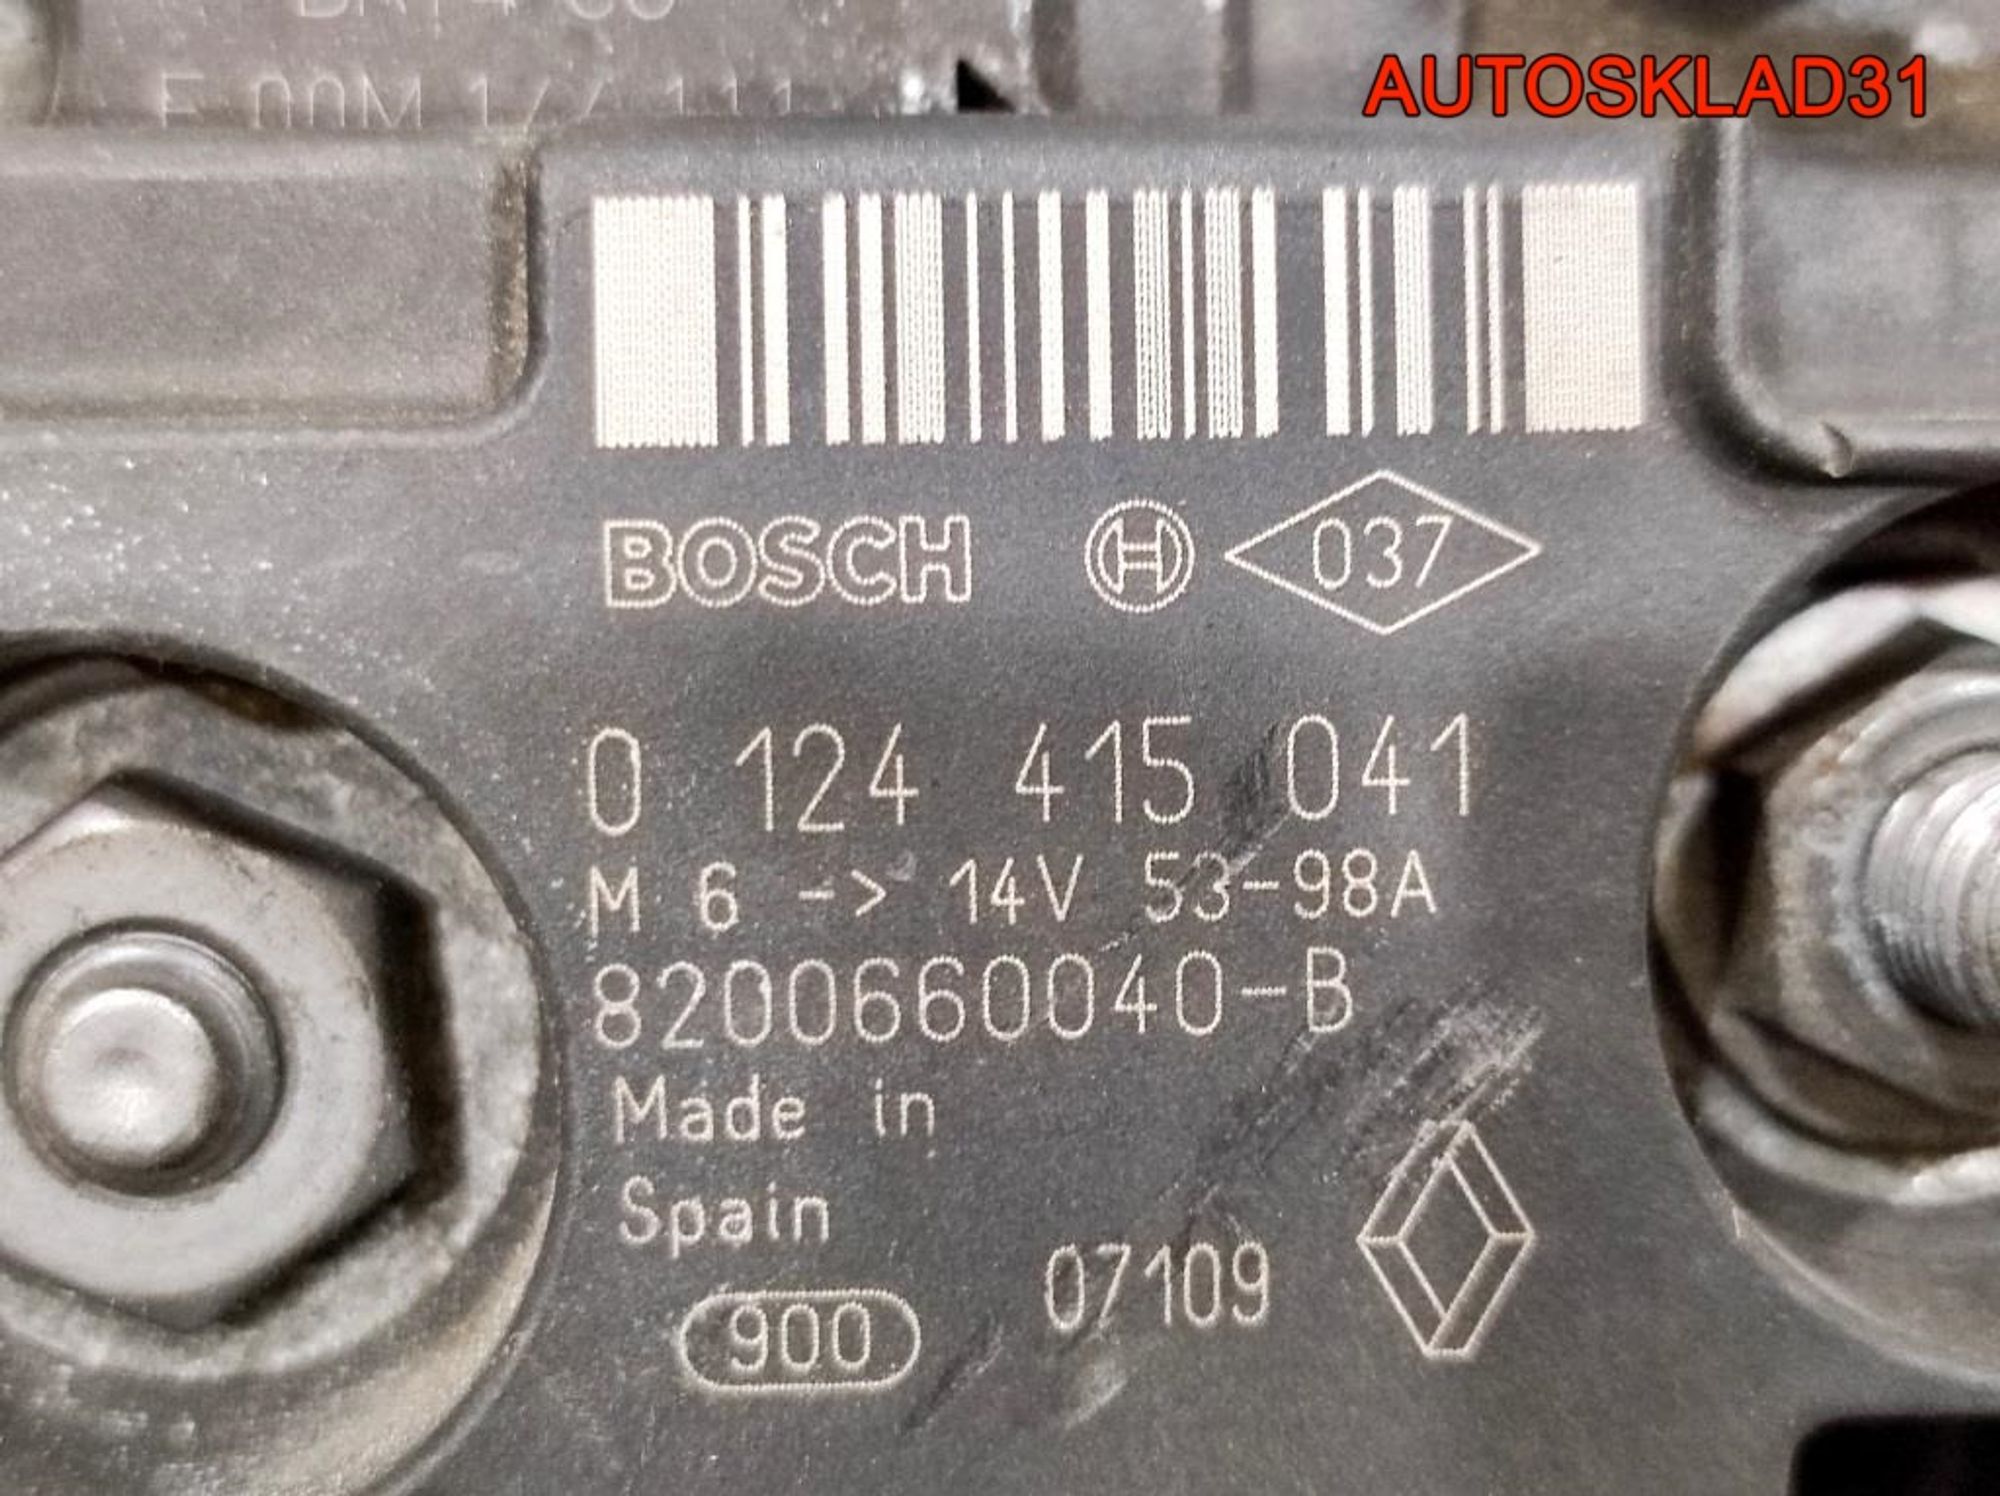 AUTOSKLAD31
BOSCH 037
0 124 415 041
M 6 -> 14V 53-98A
8200660040-B
Made in
Spain
07109
900